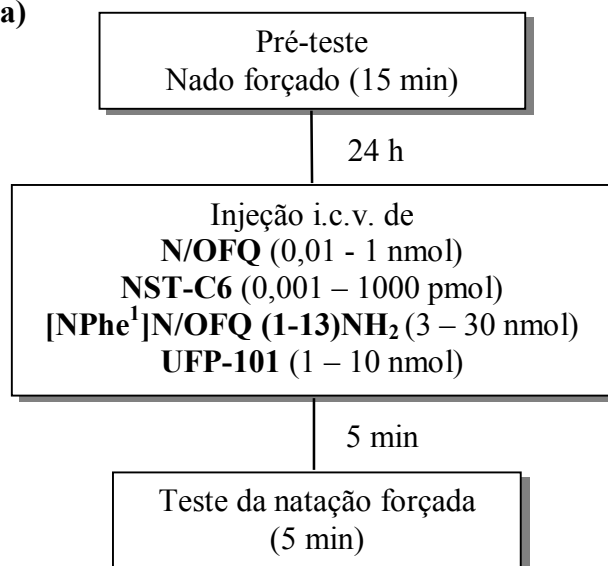 a)
Pré-teste
Nado forçado (15 min)
24 h
Injeção i.c.v. de
N/OFQ (0,01 - 1 nmol)
NST-C6 (0,001 – 1000 pmol)
[NPhe¹]N/OFQ (1-13)NH₂ (3 – 30 nmol)
UFP-101 (1 – 10 nmol)
5 min
Teste da natação forçada
(5 min)